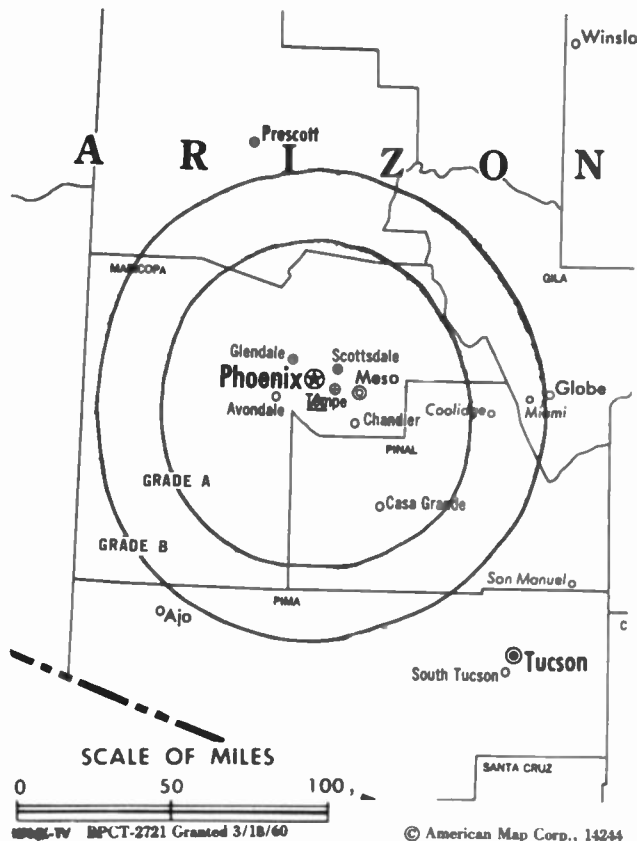 Winslo
Prescott
A R I Z O N
MARICOPA
GILA
Glendale
Scottsdale
Phoenix
Meso
Tempe
Globe
Avondale
Chandler
Coolidge
Miami
PINAL
GRADE A
Casa Grande
GRADE B
San Manuel
PIMA
Ajo
C
Tucson
South Tucson
SCALE OF MILES
SANTA CRUZ
0 50 100
-TV BPCT-2721 Granted 3/18/60
© American Map Corp., 14244